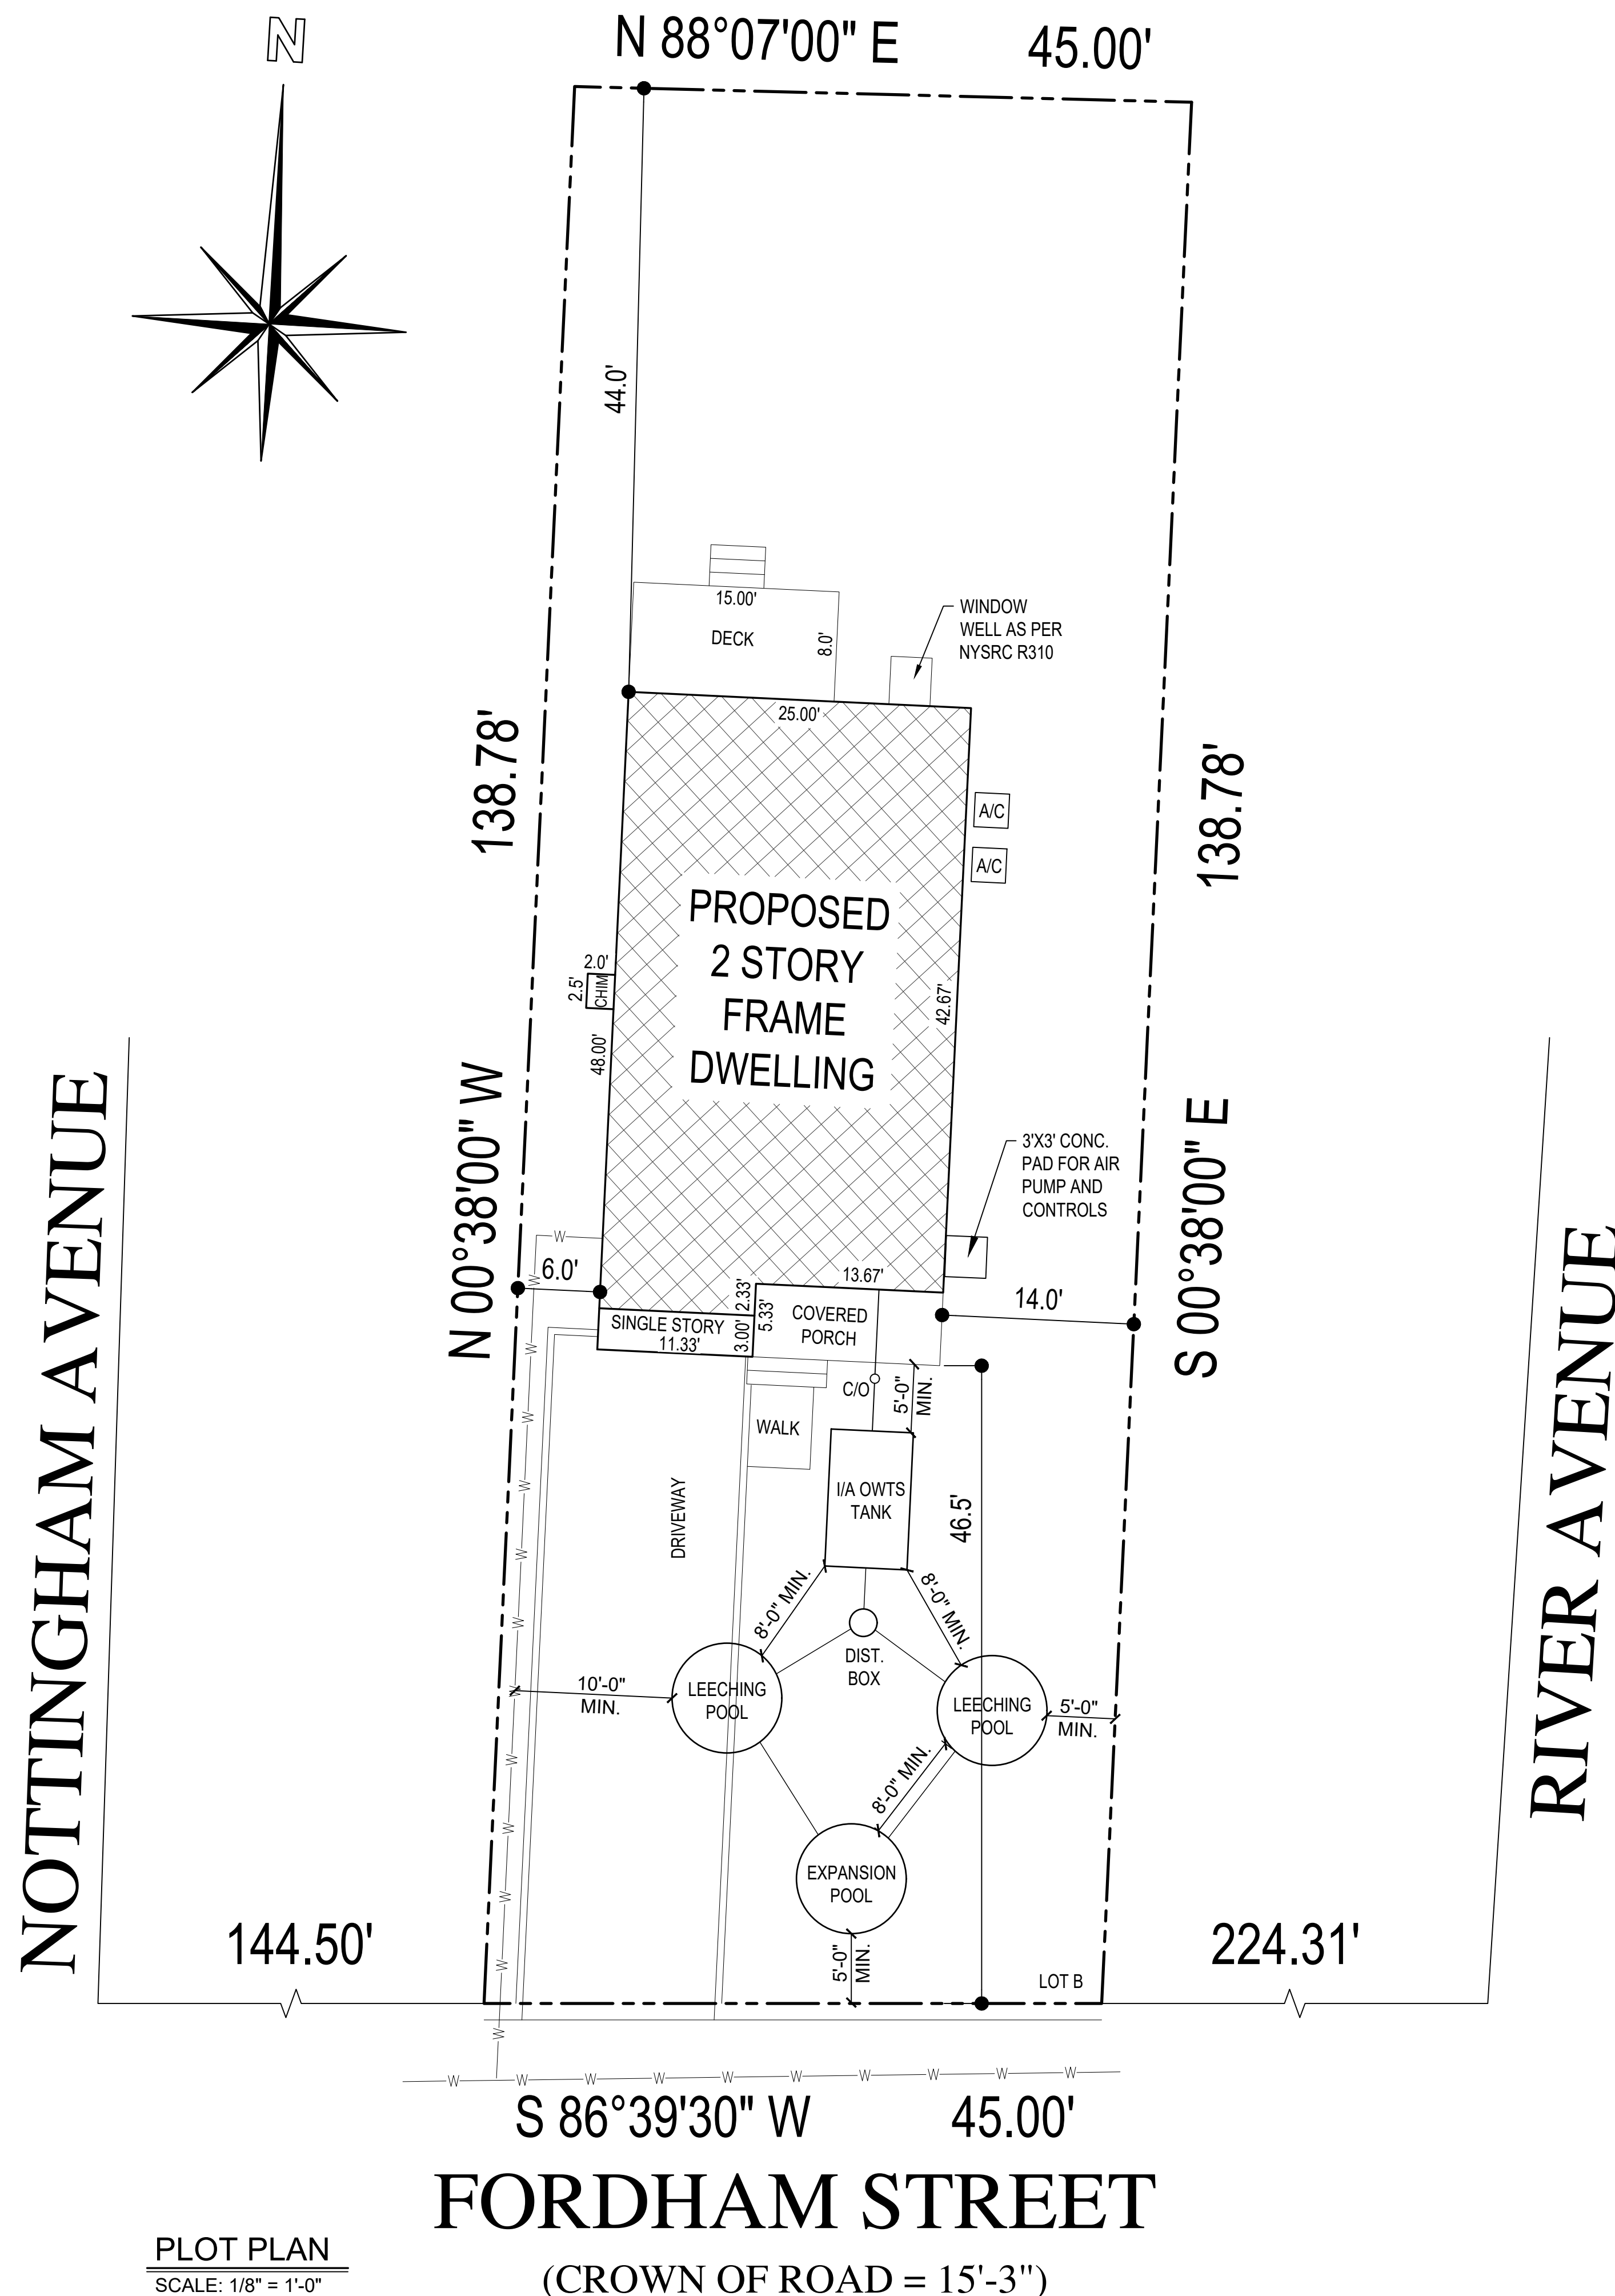 N
N 88°07'00" E 45.00'
44.0'
15.00'
DECK
8.0'
WINDOW
WELL AS PER
NYSRC R310
25.00'
138.78'
138.78'
A/C
A/C
PROPOSED
2 STORY
FRAME
DWELLING
2.0'
2.5'
CHIM
48.00'
42.67'
N 00°38'00" W
S 00°38'00" E
3'X3' CONC.
PAD FOR AIR
PUMP AND
CONTROLS
NOTTINGHAM AVENUE
RIVER AVENUE
W
6.0'
13.67'
2.33'
14.0'
SINGLE STORY
11.33'
3.00'
5.33'
COVERED
PORCH
C/O
5'-0"
MIN.
WALK
DRIVEWAY
I/A OWTS
TANK
46.5'
8'-0" MIN.
8'-0" MIN.
DIST.
BOX
10'-0"
MIN.
LEECHING
POOL
LEECHING
POOL
5'-0"
MIN.
8'-0" MIN.
EXPANSION
POOL
5'-0"
MIN.
144.50'
224.31'
LOT B
W W W W W W W W W W
S 86°39'30" W 45.00'
FORDHAM STREET
(CROWN OF ROAD = 15'-3")
PLOT PLAN
SCALE: 1/8" = 1'-0"